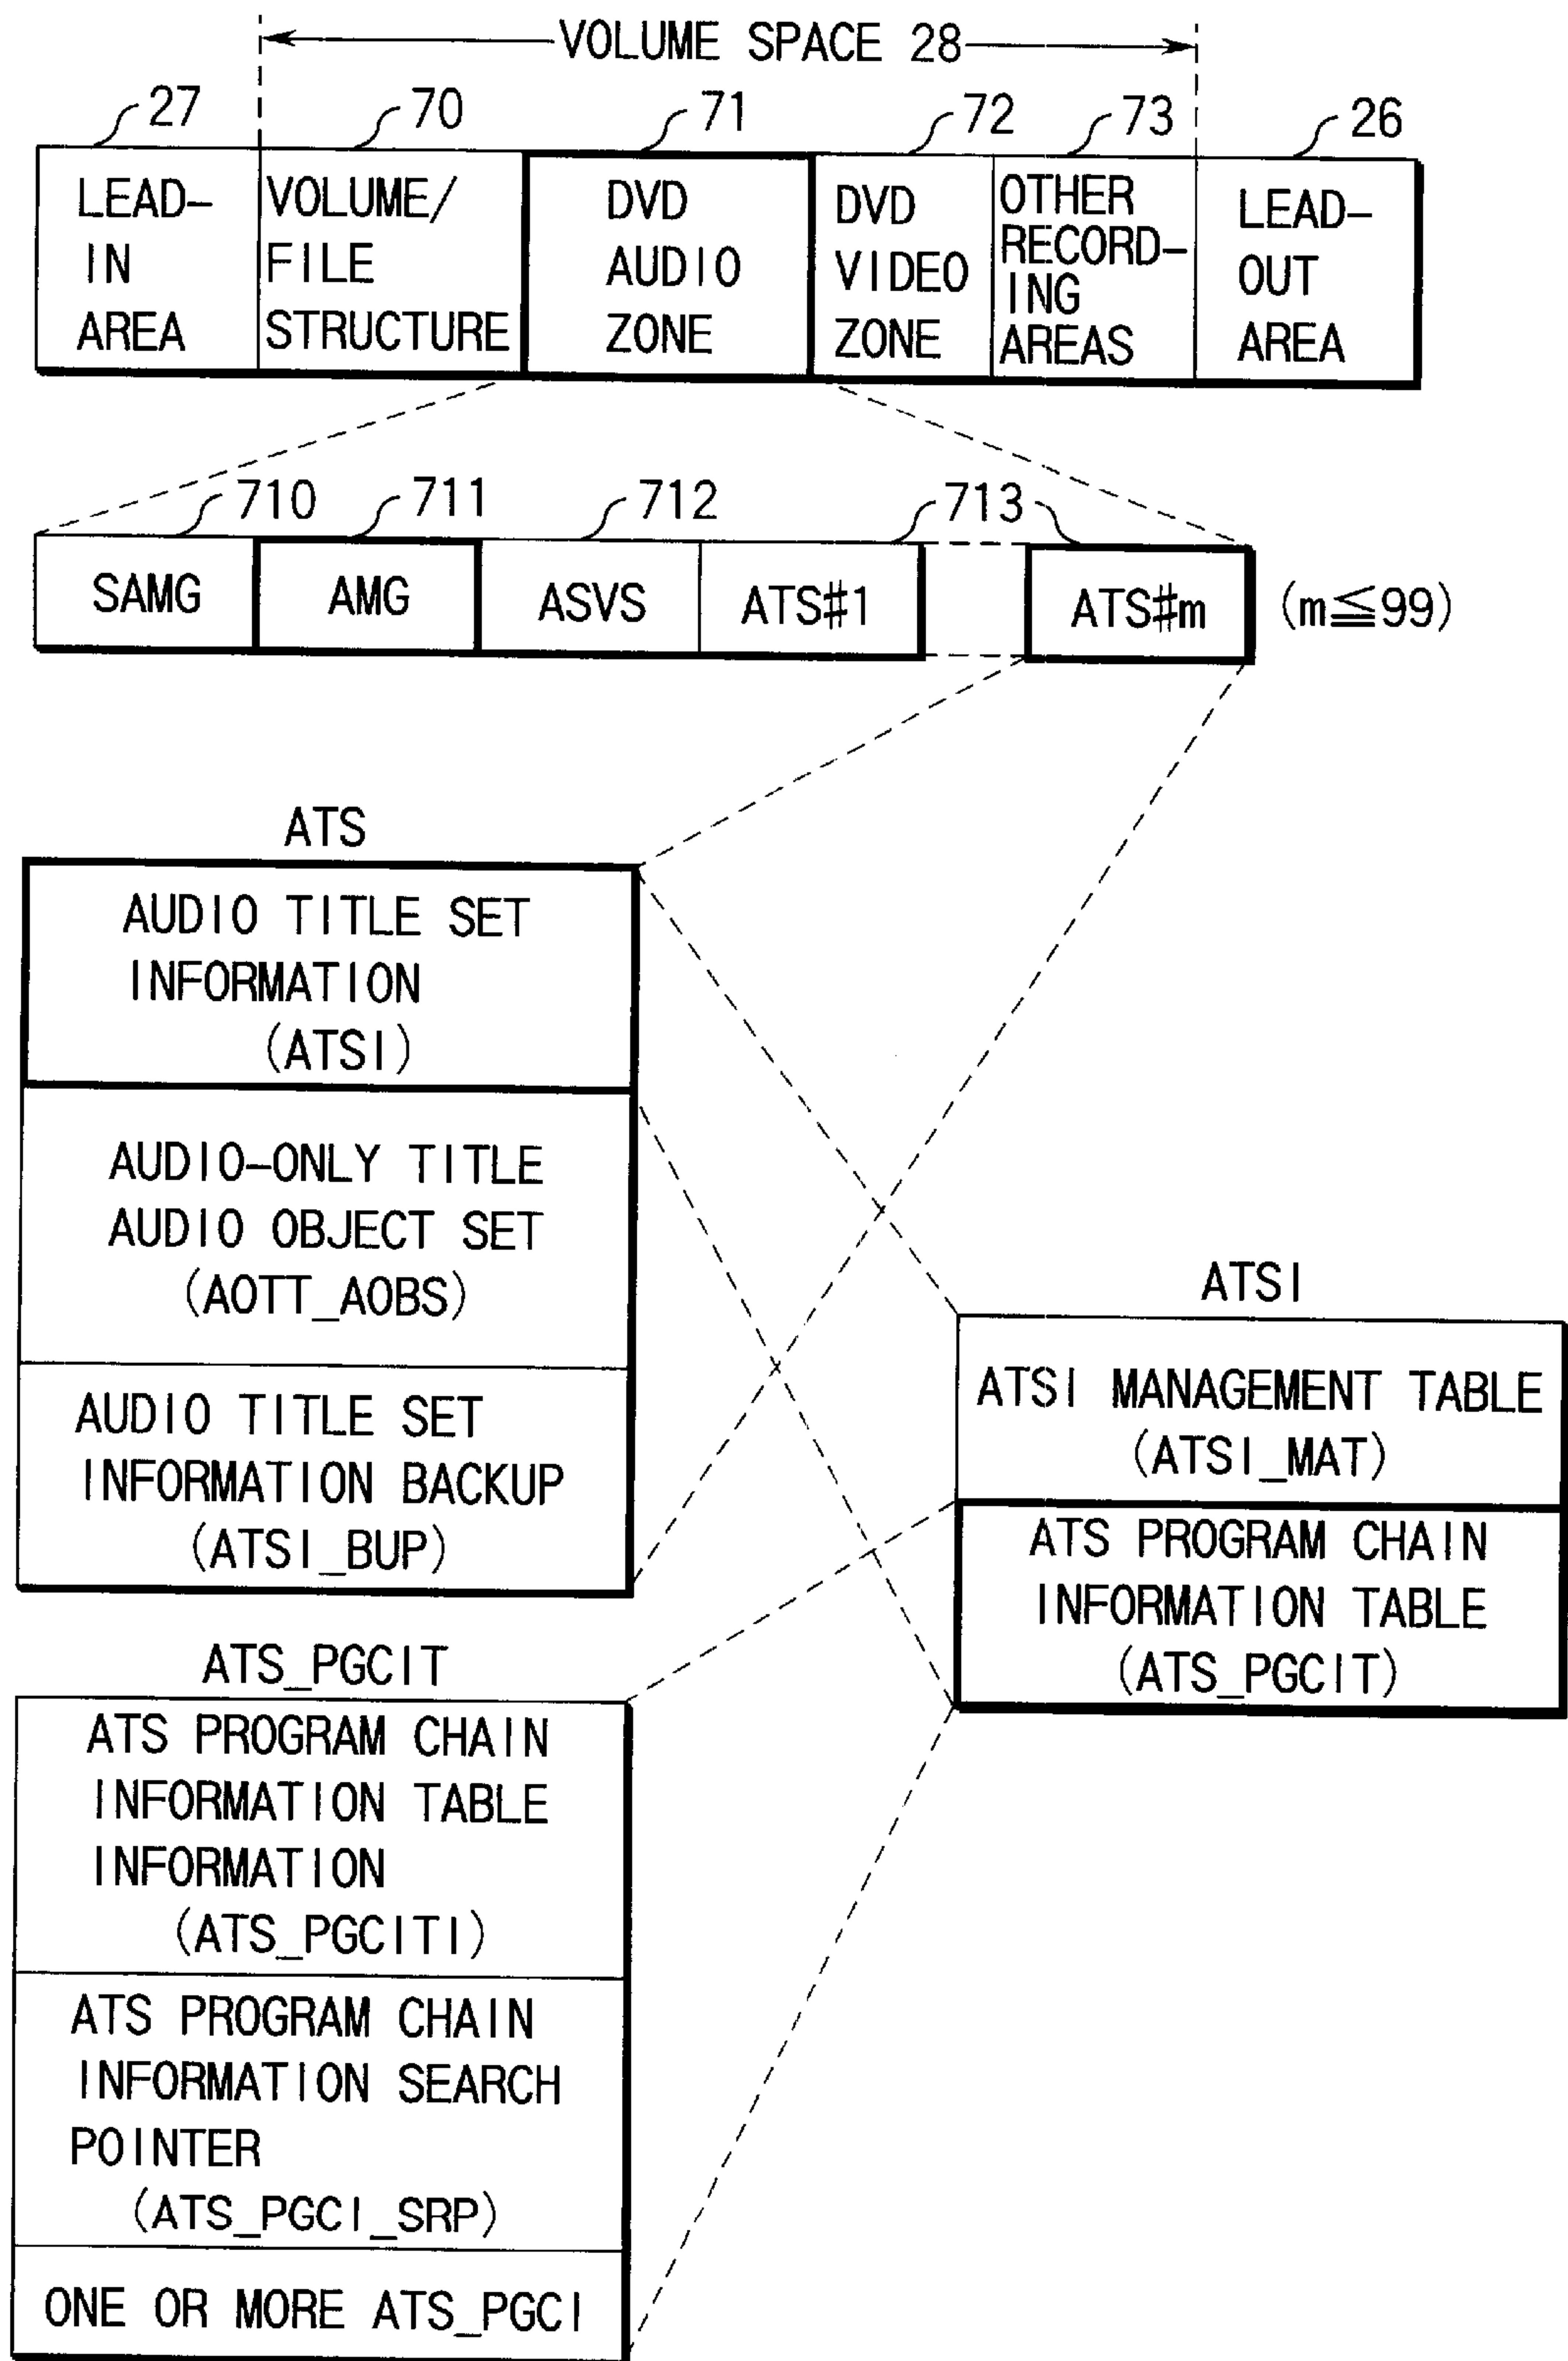 VOLUME SPACE 28
27 70 71 72 73 26
LEAD-
IN
AREA
VOLUME/
FILE
STRUCTURE
DVD
AUDIO
ZONE
DVD
VIDEO
ZONE
OTHER
RECORD-
ING
AREAS
LEAD-
OUT
AREA
710 711 712 713
SAMG AMG ASVS ATS#1 ATS#m (m≦99)
ATS
AUDIO TITLE SET
INFORMATION
(ATSI)
AUDIO-ONLY TITLE
AUDIO OBJECT SET
(AOTT_AOBS)
AUDIO TITLE SET
INFORMATION BACKUP
(ATSI_BUP)
ATSI
ATSI MANAGEMENT TABLE
(ATSI_MAT)
ATS PROGRAM CHAIN
INFORMATION TABLE
(ATS_PGCIT)
ATS_PGCIT
ATS PROGRAM CHAIN
INFORMATION TABLE
INFORMATION
(ATS_PGCITI)
ATS PROGRAM CHAIN
INFORMATION SEARCH
POINTER
(ATS_PGCI_SRP)
ONE OR MORE ATS_PGCI